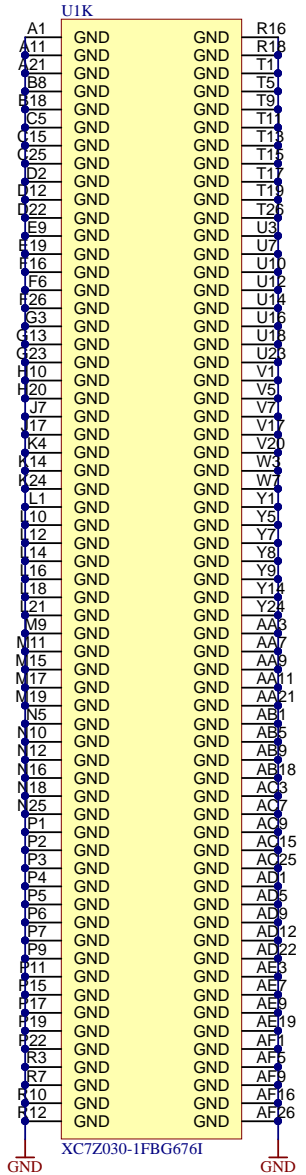 U1K
A1 GND GND R16
A11 GND GND R18
A21 GND GND T1
B8 GND GND T5
B18 GND GND T9
C5 GND GND T11
C15 GND GND T13
C25 GND GND T15
D2 GND GND T17
D12 GND GND T19
D22 GND GND T26
E9 GND GND U3
E19 GND GND U7
F16 GND GND U10
F6 GND GND U12
F26 GND GND U14
G3 GND GND U16
G13 GND GND U18
G23 GND GND U23
H10 GND GND V1
H20 GND GND V5
J7 GND GND V7
J17 GND GND V17
K4 GND GND V20
K14 GND GND W3
K24 GND GND W7
L1 GND GND Y1
L10 GND GND Y5
L12 GND GND Y7
L14 GND GND Y8
L16 GND GND Y9
L18 GND GND Y14
L21 GND GND Y24
M9 GND GND AA3
M11 GND GND AA7
M15 GND GND AA9
M17 GND GND AA11
M19 GND GND AA21
N5 GND GND AB1
N10 GND GND AB5
N12 GND GND AB9
N16 GND GND AB18
N18 GND GND AC3
N25 GND GND AC7
P1 GND GND AC9
P2 GND GND AC15
P3 GND GND AC25
P4 GND GND AD1
P5 GND GND AD5
P6 GND GND AD9
P7 GND GND AD12
P9 GND GND AD22
P11 GND GND AE3
P15 GND GND AE7
P17 GND GND AE9
P19 GND GND AE19
P22 GND GND AF1
R3 GND GND AF5
R7 GND GND AF9
R10 GND GND AF16
R12 GND GND AF26
XC7Z030-1FBG676I
GND GND